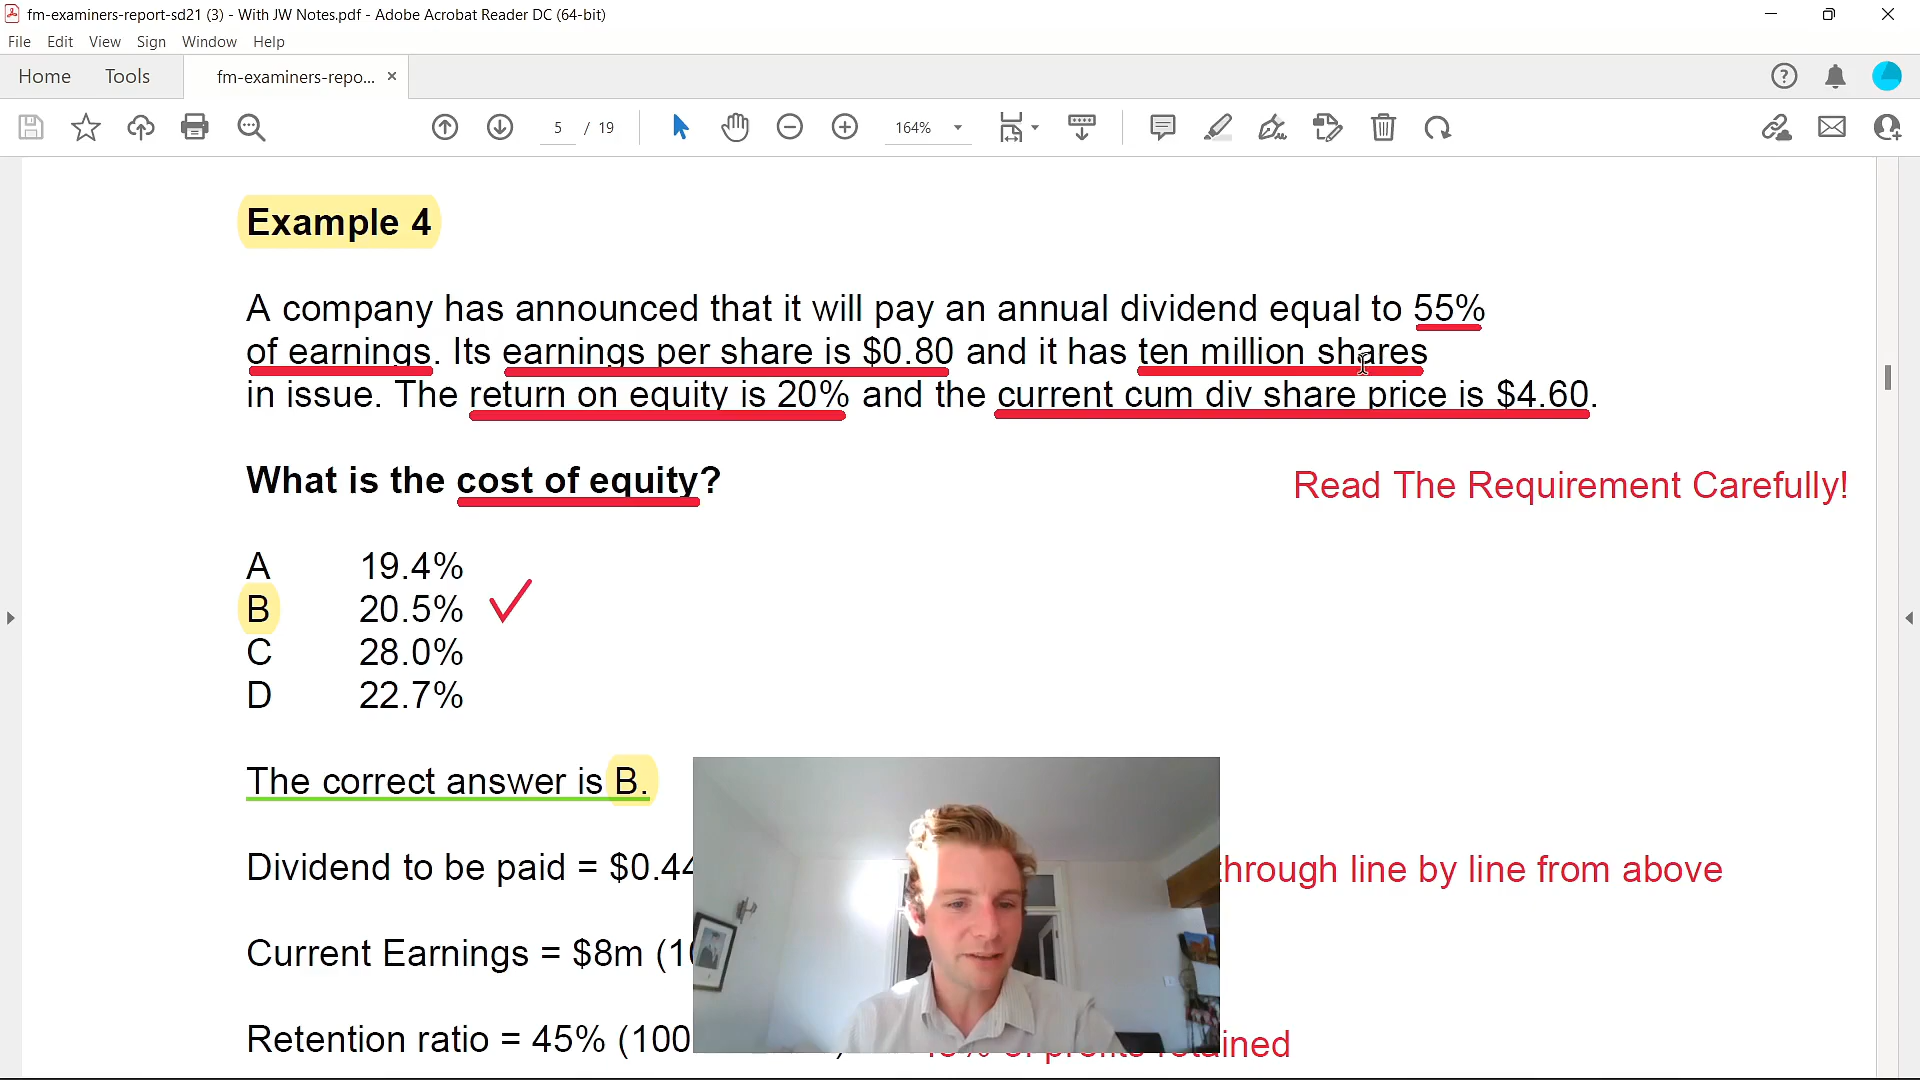 fm-examiners-report-sd21 (3) - With JW Notes.pdf - Adobe Acrobat Reader DC (64-bit)
File Edit View Sign Window Help
Home Tools fm-examiners-repo... ×
5 / 19 164%
Example 4
A company has announced that it will pay an annual dividend equal to 55%
of earnings. Its earnings per share is $0.80 and it has ten million shares
in issue. The return on equity is 20% and the current cum div share price is $4.60.
What is the cost of equity?
Read The Requirement Carefully!
A 19.4%
B 20.5%
C 28.0%
D 22.7%
The correct answer is B.
Dividend to be paid = $0.44
through line by line from above
Current Earnings = $8m (10
Retention ratio = 45% (100